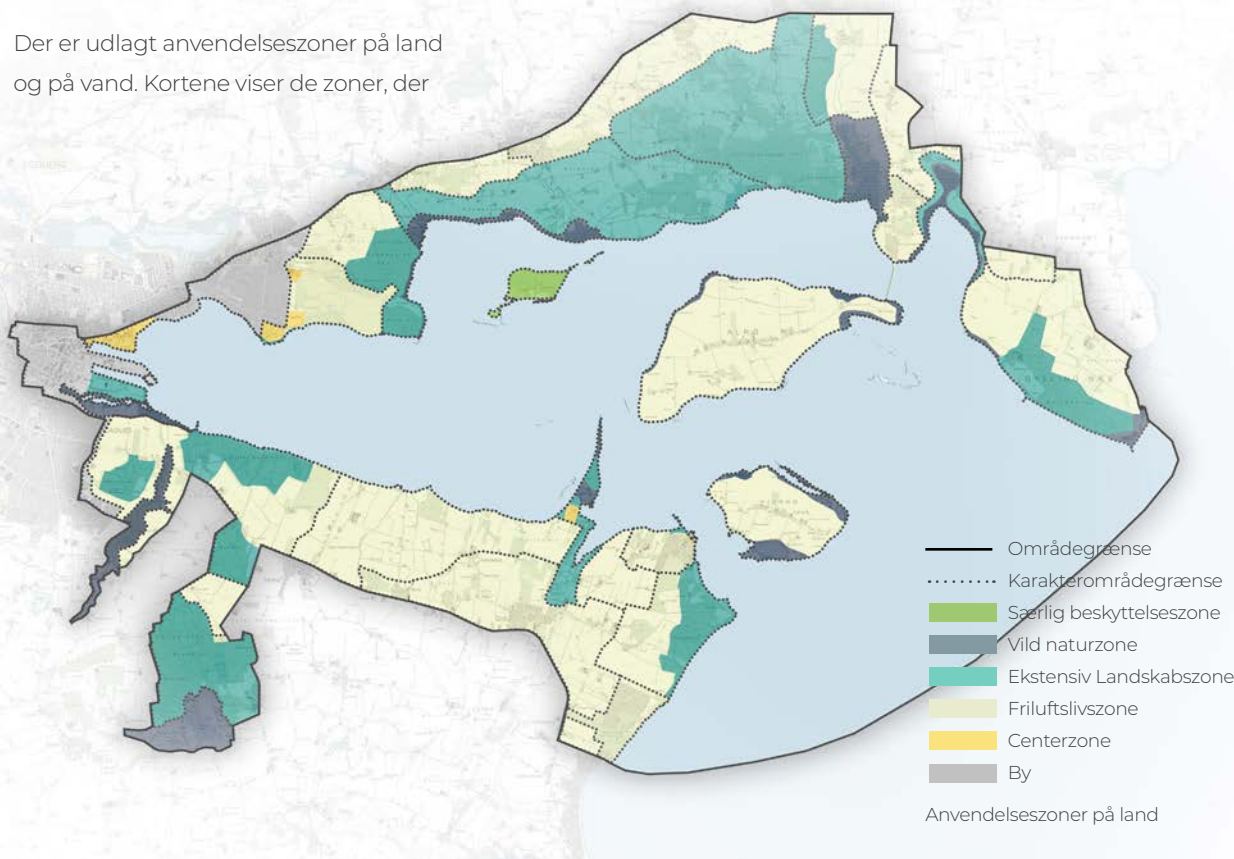 Der er udlagt anvendelseszoner på land
og på vand. Kortene viser de zoner, der
Områdegrænse
Karakterområdegrænse
Særlig beskyttelseszone
Vild naturzone
Ekstensiv Landskabszone
Friluftslivszone
Centerzone
By
Anvendelseszoner på land